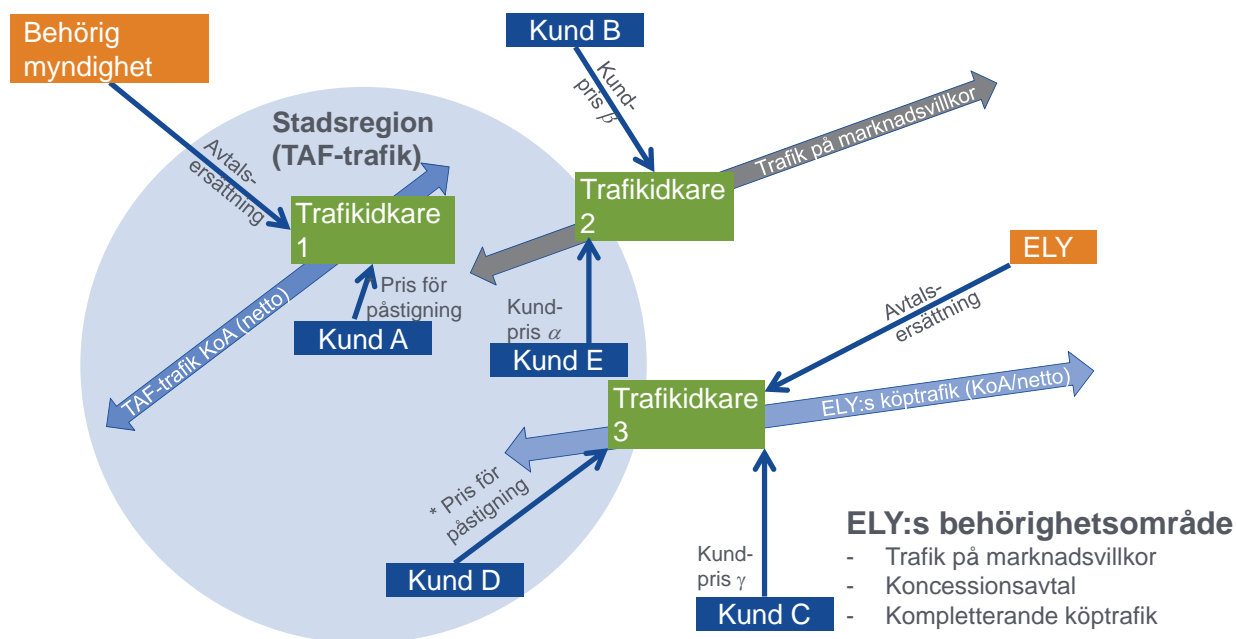 Behörig
myndighet
Kund B
Kund-
pris β
Stadsregion
(TAF-trafik)
Avtals-
ersättning
Trafik på marknadsvillkor
Trafikidkare
1
Trafikidkare
2
ELY
Pris för
påstigning
Kund A
Kund-
pris α
Kund E
Avtals-
ersättning
TAF-trafik KoA (netto)
Trafikidkare
3
ELY:s köptrafik (KoA/netto)
* Pris för
påstigning
Kund D
Kund-
pris γ
Kund C
ELY:s behörighetsområde
- Trafik på marknadsvillkor
- Koncessionsavtal
- Kompletterande köptrafik